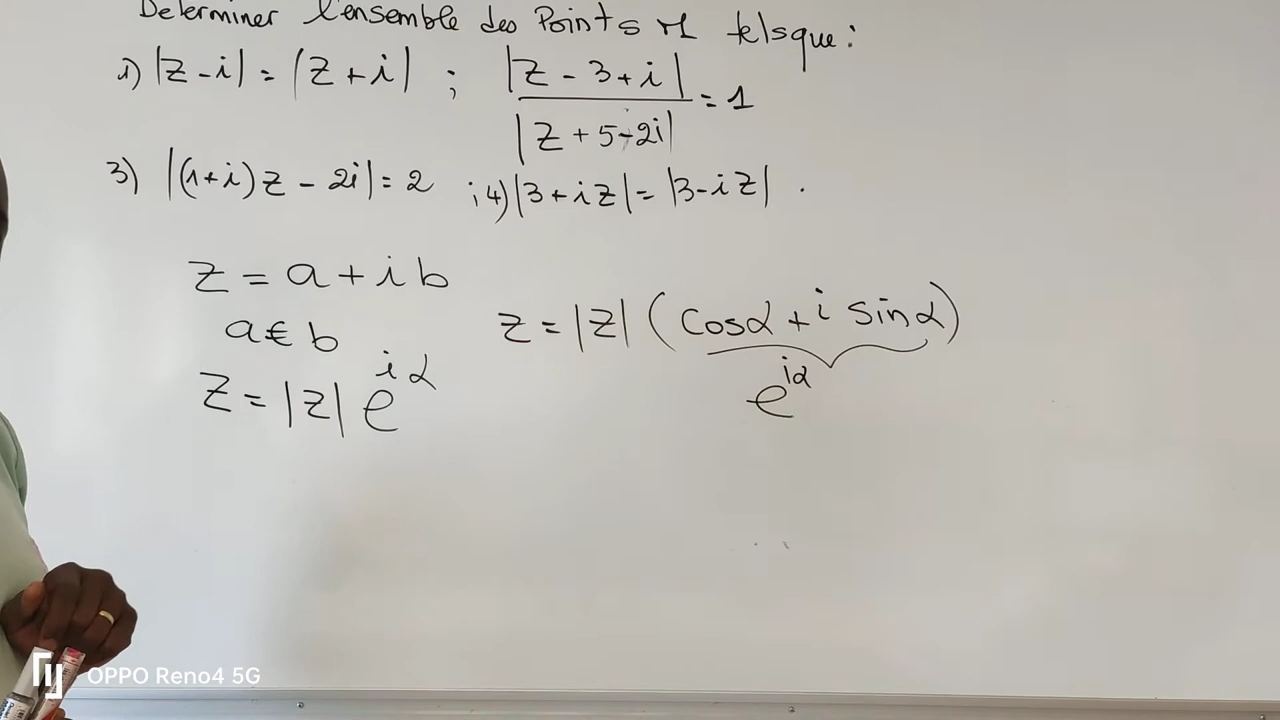 Determiner l'ensemble des Points M telsque :
1) |Z - i| = |Z + i| ; |Z - 3 + i| / |Z + 5 - 2i| = 1
3) |(1+i)Z - 2i| = 2 ; 4) |3 + iZ| = |3 - iZ| .
Z = a + ib
a € b
Z = |Z| e^{iα}
Z = |Z| (cosα + i sinα)
e^{iα}
OPPO Reno4 5G